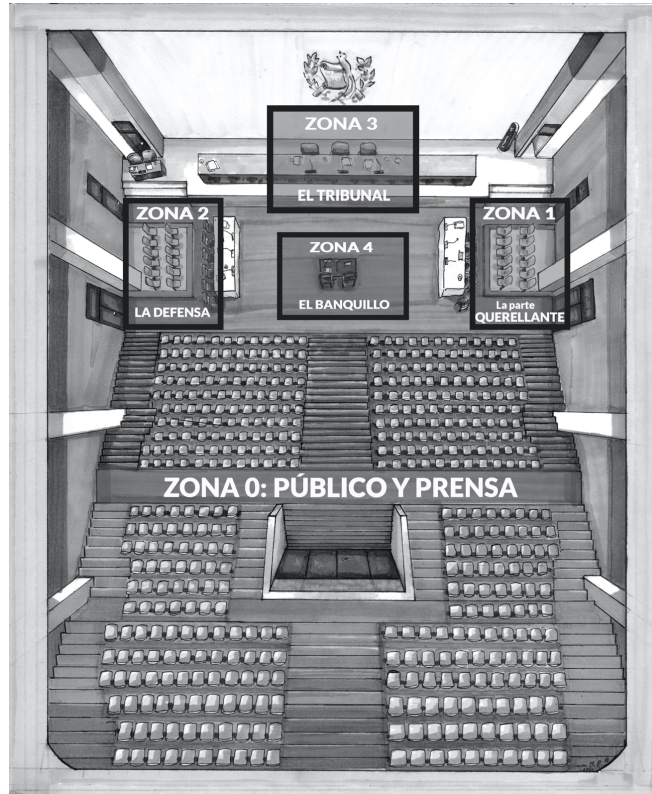 ZONA 3
EL TRIBUNAL
ZONA 2
LA DEFENSA
ZONA 4
EL BANQUILLO
ZONA 1
La parte
QUERELLANTE
ZONA 0: PÚBLICO Y PRENSA